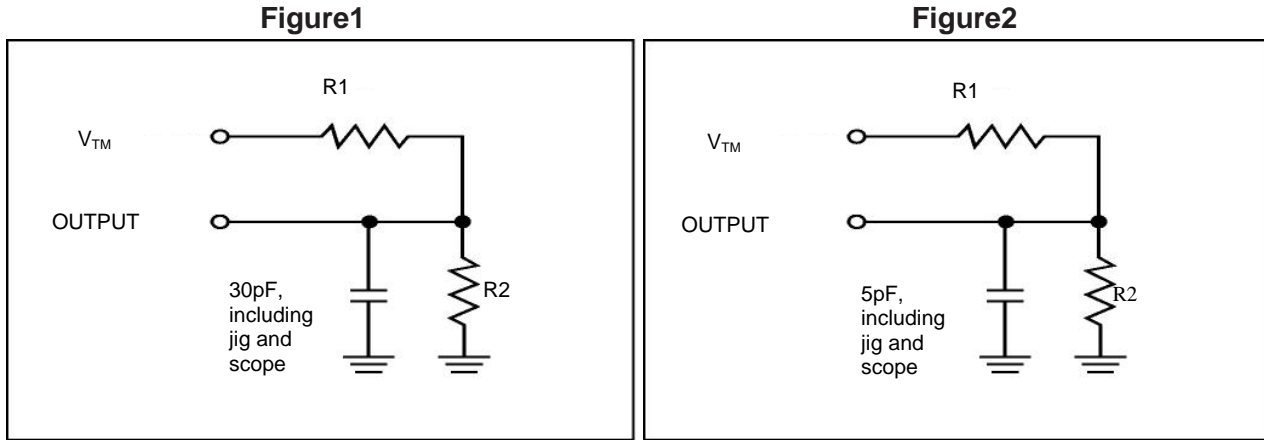 Figure1
Figure2
R1
VTM
OUTPUT
30pF,
including
jig and
scope
R2
R1
VTM
OUTPUT
5pF,
including
jig and
scope
R2